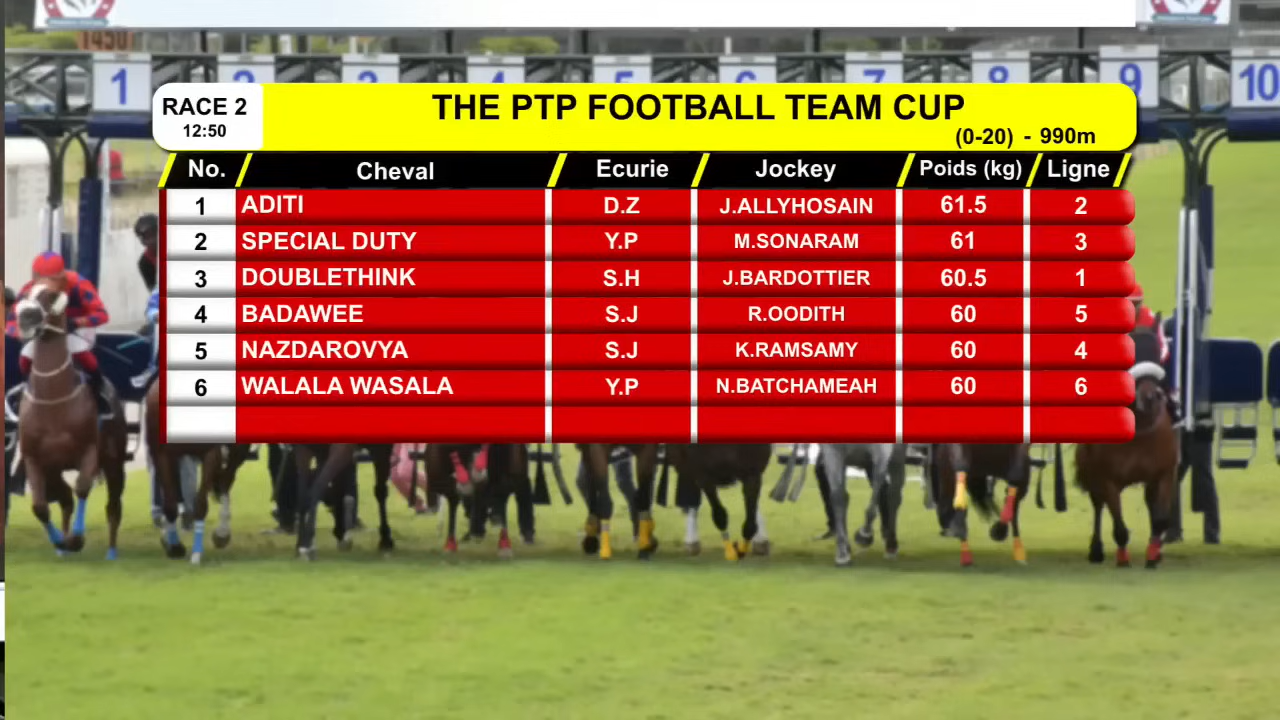 1450
1 2 3 4 5 6 7 8 9 10
RACE 2
12:50
THE PTP FOOTBALL TEAM CUP
(0-20) - 990m
No. Cheval Ecurie Jockey Poids (kg) Ligne
1 ADITI D.Z J.ALLYHOSAIN 61.5 2
2 SPECIAL DUTY Y.P M.SONARAM 61 3
3 DOUBLETHINK S.H J.BARDOTTIER 60.5 1
4 BADAWEE S.J R.OODITH 60 5
5 NAZDAROVYA S.J K.RAMSAMY 60 4
6 WALALA WASALA Y.P N.BATCHAMEAH 60 6